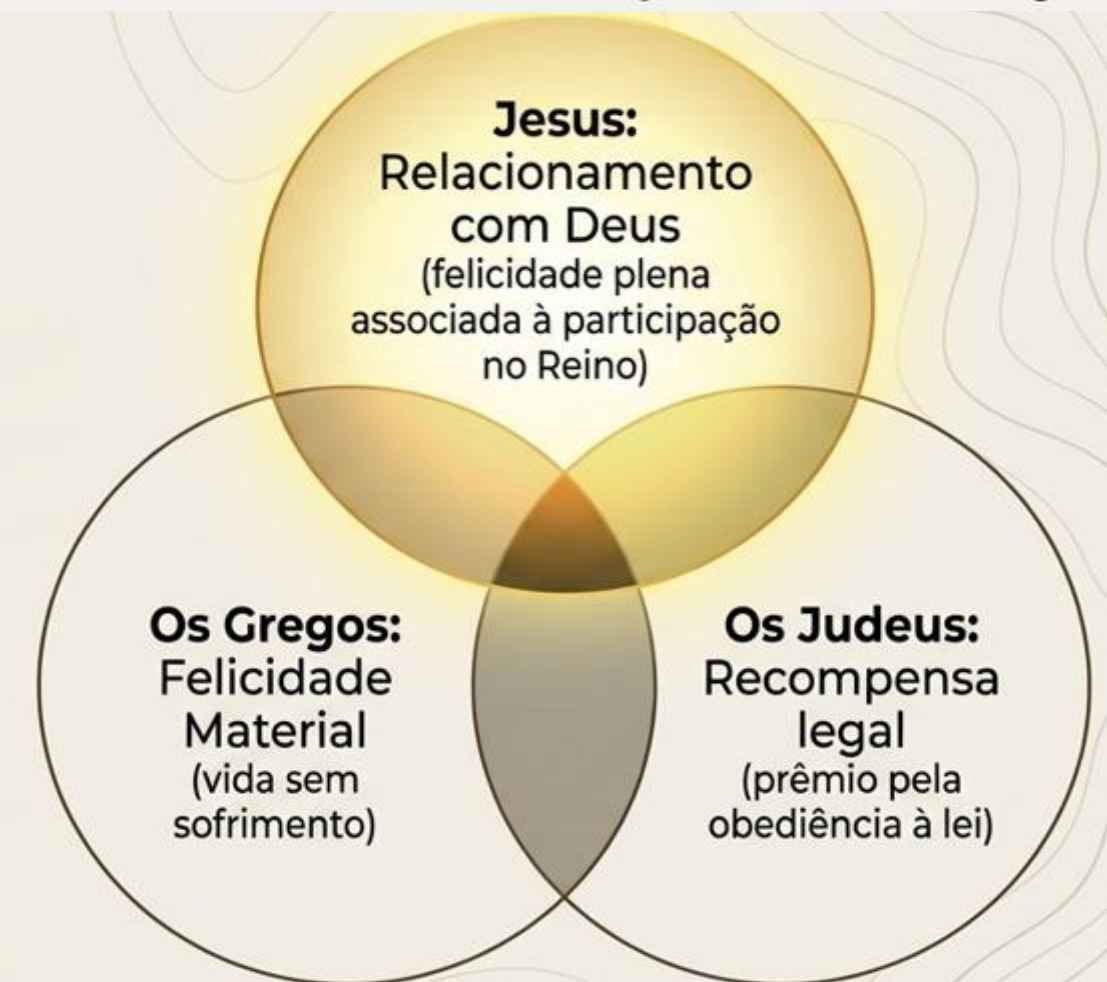 Jesus:
Relacionamento
com Deus
(felicidade plena
associada à participação
no Reino)
Os Gregos:
Felicidade
Material
(vida sem
sofrimento)
Os Judeus:
Recompensa
legal
(prêmio pela
obediência à lei)